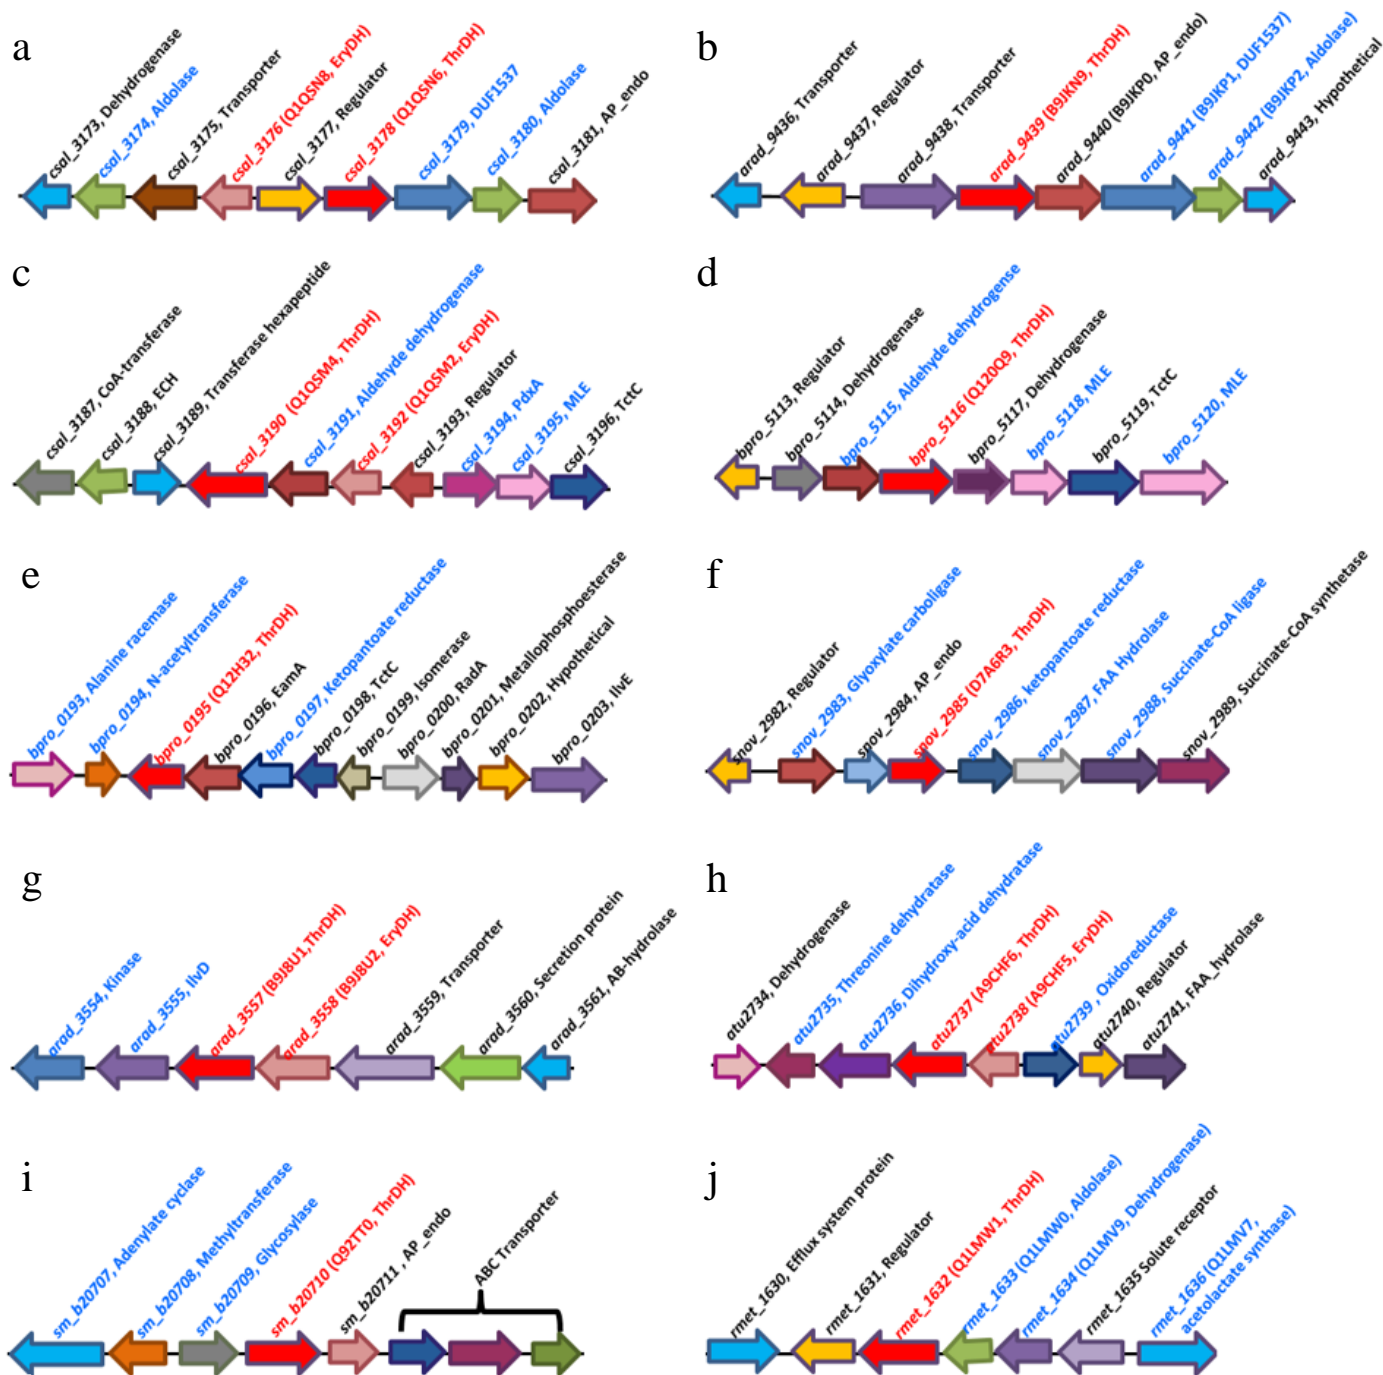 a
csal_3173, Dehydrogenase
csal_3174, Aldolase
csal_3175, Transporter
csal_3176 (Q1QSN8, EryDH)
csal_3177, Regulator
csal_3178 (Q1QSN6, ThrDH)
csal_3179, DUF1537
csal_3180, Aldolase
csal_3181, AP_endo
b
arad_9436, Transporter
arad_9437, Regulator
arad_9438, Transporter
arad_9439 (B9JKN9, ThrDH)
arad_9440 (B9JKP0, AP_endo)
arad_9441 (B9JKP1, DUF1537)
arad_9442 (B9JKP2, Aldolase)
arad_9443, Hypothetical
c
csal_3187, CoA-transferase
csal_3188, ECH
csal_3189, Transferase hexapeptide
csal_3190 (Q1QSM4, ThrDH)
csal_3191, Aldehyde dehydrogenase
csal_3192 (Q1QSM2, EryDH)
csal_3193, Regulator
csal_3194, PdxA
csal_3195, MLE
csal_3196, TctC
d
bpro_5113, Regulator
bpro_5114, Dehydrogenase
bpro_5115, Aldehyde dehydrogense
bpro_5116 (Q120Q9, ThrDH)
bpro_5117, Dehydrogenase
bpro_5118, MLE
bpro_5119, TctC
bpro_5120, MLE
e
bpro_0193, Alanine racemase
bpro_0194, N-acetyltransferase
bpro_0195 (Q12H32, ThrDH)
bpro_0196, EamA
bpro_0197, Ketopantoate reductase
bpro_0198, TctC
bpro_0199, Isomerase
bpro_0200, RadA
bpro_0201, Metallophosphoesterase
bpro_0202, Hypothetical
bpro_0203, IlvE
f
snov_2982, Regulator
snov_2983, Glyoxylate carboligase
snov_2984, AP_endo
snov_2985 (D7A6R3, ThrDH)
snov_2986, ketopantoate reductase
snov_2987, FAA Hydrolase
snov_2988, Succinate-CoA ligase
snov_2989, Succinate-CoA synthetase
g
arad_3554, Kinase
arad_3555, IlvD
arad_3557 (B9J8U1,ThrDH)
arad_3558 (B9J8U2, EryDH)
arad_3559, Transporter
arad_3560, Secretion protein
arad_3561, AB-hydrolase
h
atu2734, Dehydrogenase
atu2735, Threonine dehydratase
atu2736, Dihydroxy-acid dehydratase
atu2737 (A9CHF6, ThrDH)
atu2738 (A9CHF5, EryDH)
atu2739 , Oxidoreductase
atu2740, Regulator
atu2741, FAA_hydrolase
i
sm_b20707, Adenylate cyclase
sm_b20708, Methyltransferase
sm_b20709, Glycosylase
sm_b20710 (Q92TT0, ThrDH)
sm_b20711 , AP_endo
ABC Transporter
j
rmet_1630, Efflux system protein
rmet_1631, Regulator
rmet_1632 (Q1LMW1, ThrDH)
rmet_1633 (Q1LMW0, Aldolase)
rmet_1634 (Q1LMV9, Dehydrogenase)
rmet_1635 Solute receptor
rmet_1636 (Q1LMV7,
acetolactate synthase)